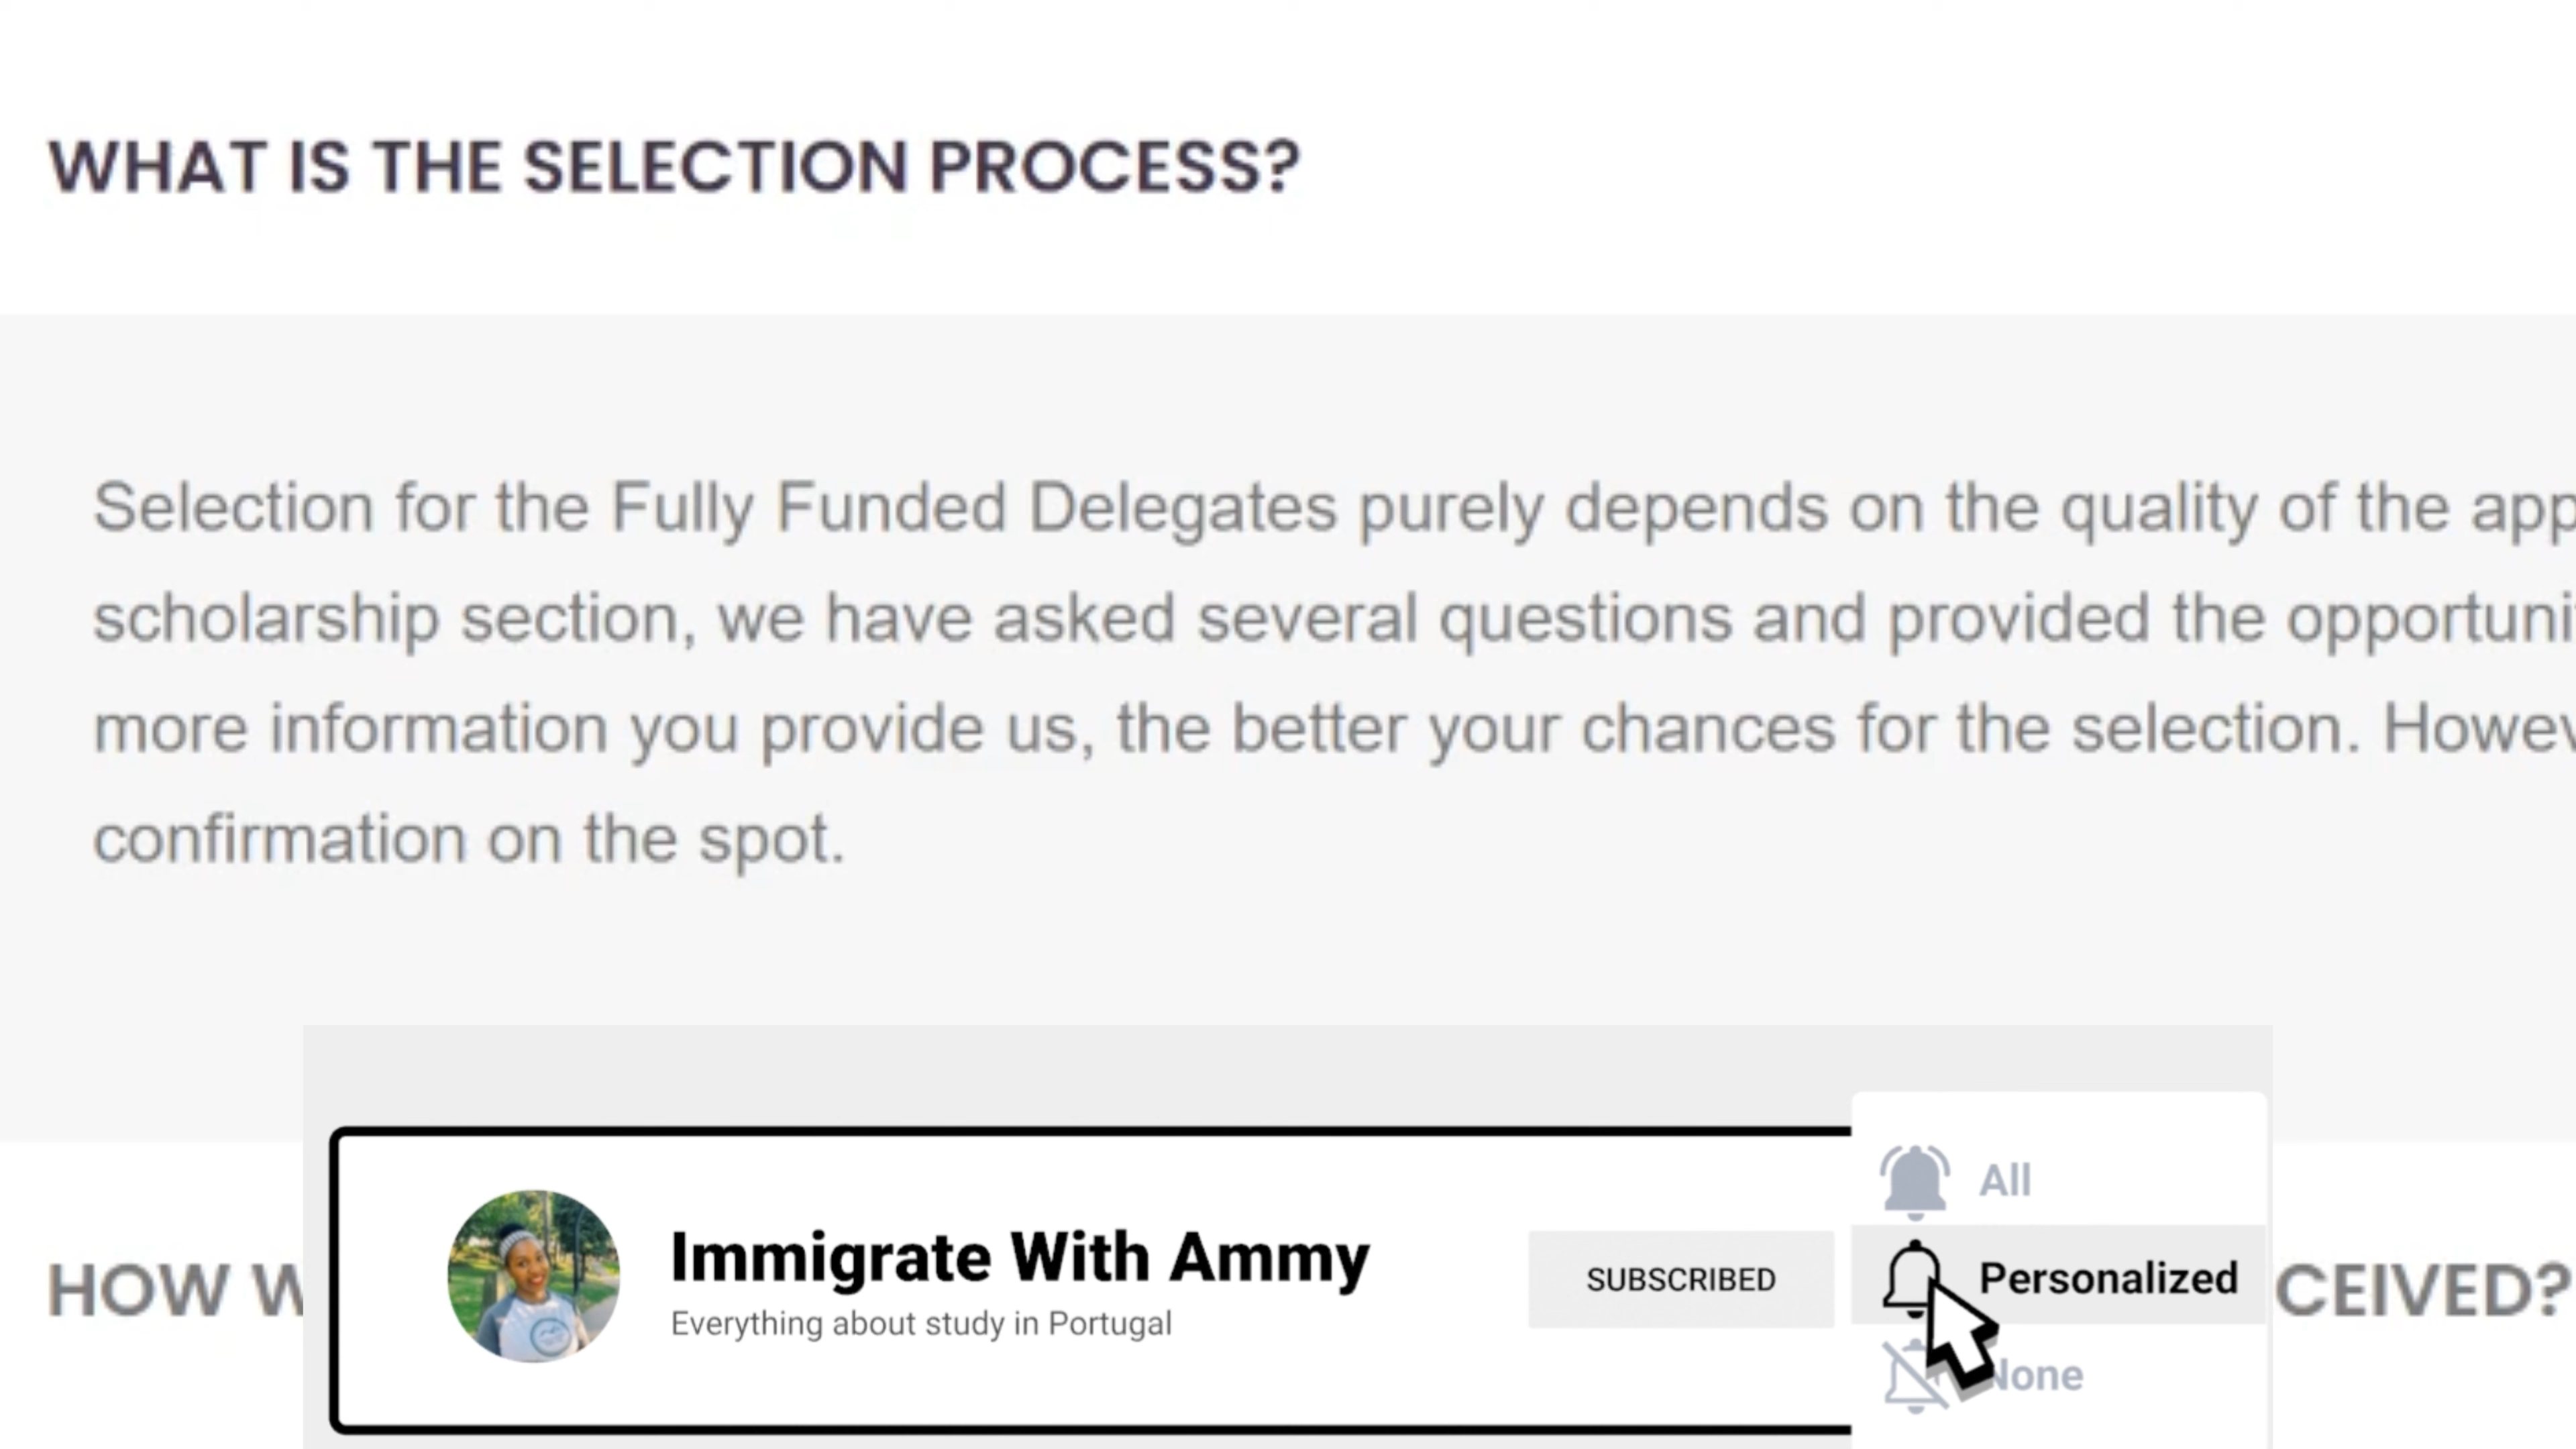 WHAT IS THE SELECTION PROCESS?
Selection for the Fully Funded Delegates purely depends on the quality of the app
scholarship section, we have asked several questions and provided the opportuni
more information you provide us, the better your chances for the selection. Howev
confirmation on the spot.
HOW W
CEIVED?
Immigrate With Ammy
Everything about study in Portugal
SUBSCRIBED
All
Personalized
None